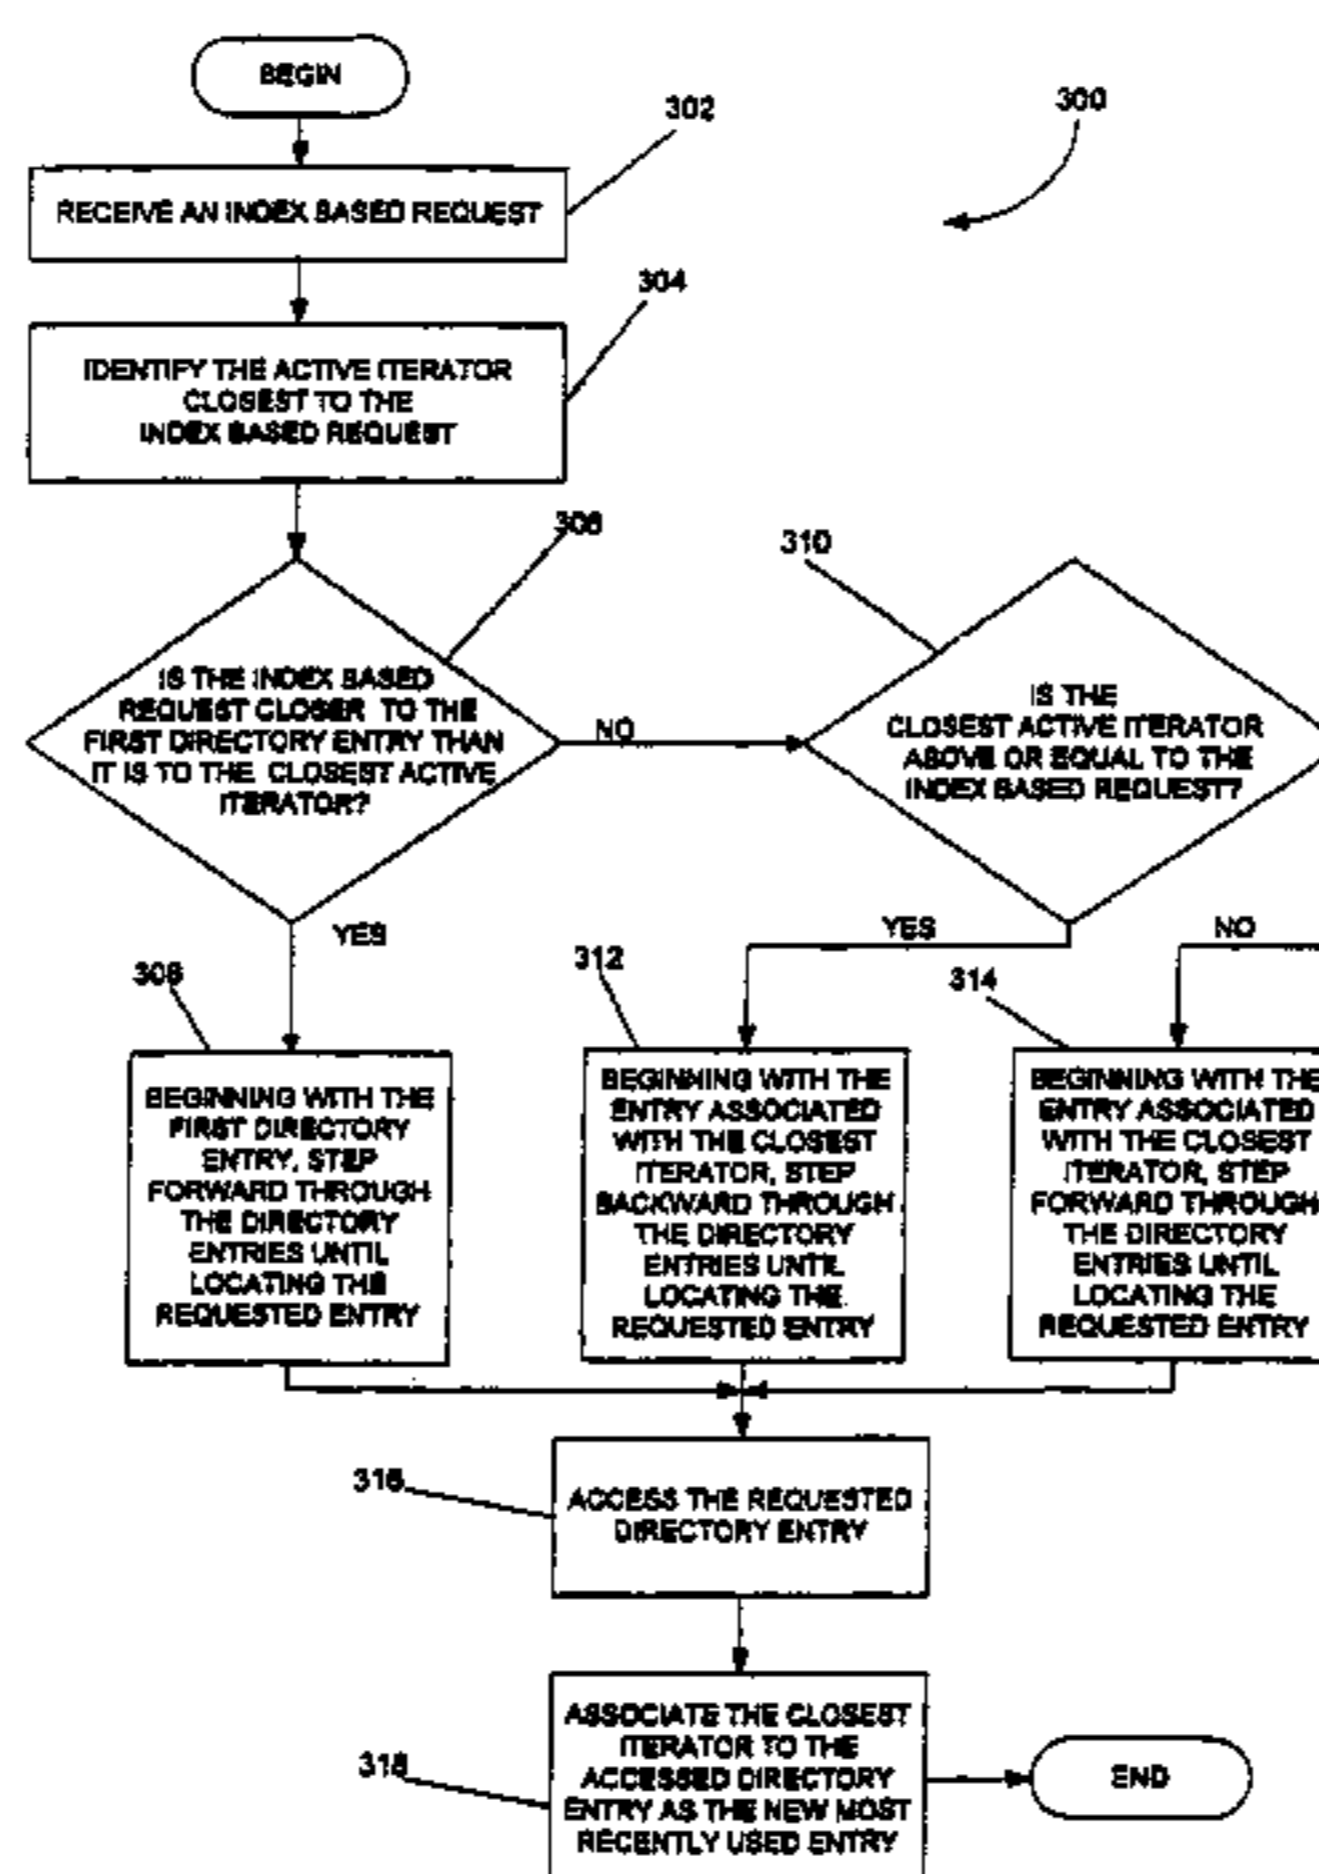 BEGIN
302
300
RECEIVE AN INDEX BASED REQUEST
304
IDENTIFY THE ACTIVE ITERATOR
CLOSEST TO THE
INDEX BASED REQUEST
306
310
IS THE INDEX BASED
REQUEST CLOSER TO THE
FIRST DIRECTORY ENTRY THAN
IT IS TO THE CLOSEST ACTIVE
ITERATOR?
NO
IS THE
CLOSEST ACTIVE ITERATOR
ABOVE OR EQUAL TO THE
INDEX BASED REQUEST?
YES
YES
NO
308
312
314
BEGINNING WITH THE
FIRST DIRECTORY
ENTRY, STEP
FORWARD THROUGH
THE DIRECTORY
ENTRIES UNTIL
LOCATING THE
REQUESTED ENTRY
BEGINNING WITH THE
ENTRY ASSOCIATED
WITH THE CLOSEST
ITERATOR, STEP
BACKWARD THROUGH
THE DIRECTORY
ENTRIES UNTIL
LOCATING THE
REQUESTED ENTRY
BEGINNING WITH THE
ENTRY ASSOCIATED
WITH THE CLOSEST
ITERATOR, STEP
FORWARD THROUGH
THE DIRECTORY
ENTRIES UNTIL
LOCATING THE
REQUESTED ENTRY
316
ACCESS THE REQUESTED
DIRECTORY ENTRY
318
ASSOCIATE THE CLOSEST
ITERATOR TO THE
ACCESSED DIRECTORY
ENTRY AS THE NEW MOST
RECENTLY USED ENTRY
END